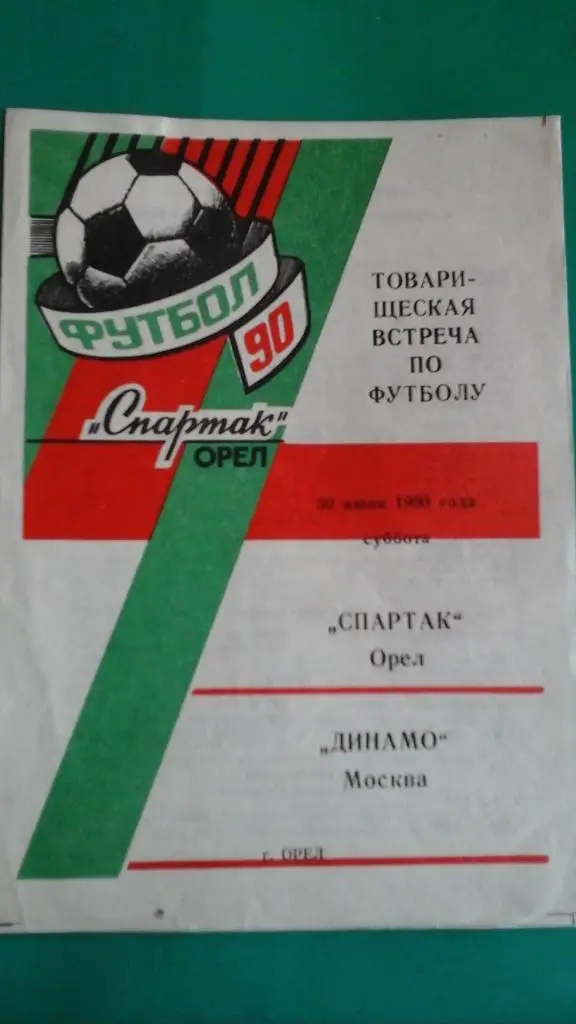 ФУТБОЛ
90
„Спартак"
ОРЕЛ
ТОВАРИ-
ЩЕСКАЯ
ВСТРЕЧА
ПО
ФУТБОЛУ
30 июня 1990 года
суббота
„СПАРТАК"
Орел
„ДИНАМО"
Москва
г. ОРЕЛ